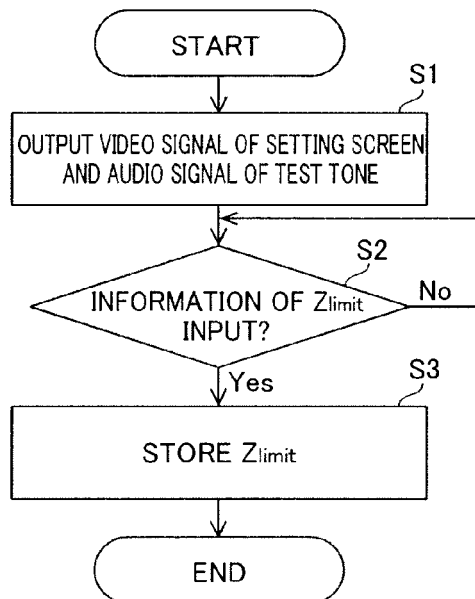 START
S1
OUTPUT VIDEO SIGNAL OF SETTING SCREEN
AND AUDIO SIGNAL OF TEST TONE
S2
INFORMATION OF Zlimit
INPUT?
No
Yes
S3
STORE Zlimit
END